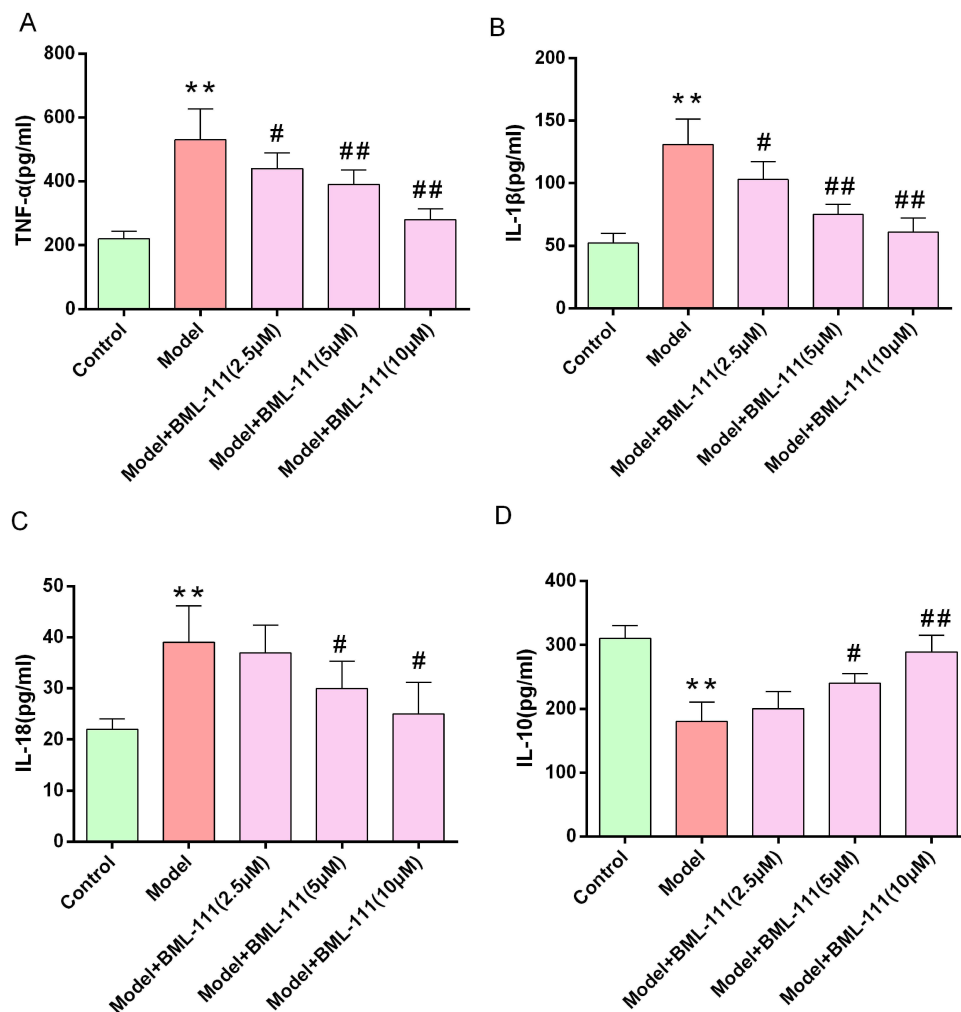 A
TNF-α(pg/ml)
800
600
400
200
0
**
#
##
##
Control
Model
Model+BML-111(2.5μM)
Model+BML-111(5μM)
Model+BML-111(10μM)
B
IL-1β(pg/ml)
200
150
100
50
0
**
#
##
##
Control
Model
Model+BML-111(2.5μM)
Model+BML-111(5μM)
Model+BML-111(10μM)
C
IL-18(pg/ml)
50
40
30
20
10
0
**
#
#
Control
Model
Model+BML-111(2.5μM)
Model+BML-111(5μM)
Model+BML-111(10μM)
D
IL-10(pg/ml)
400
300
200
100
0
**
#
##
Control
Model
Model+BML-111(2.5μM)
Model+BML-111(5μM)
Model+BML-111(10μM)